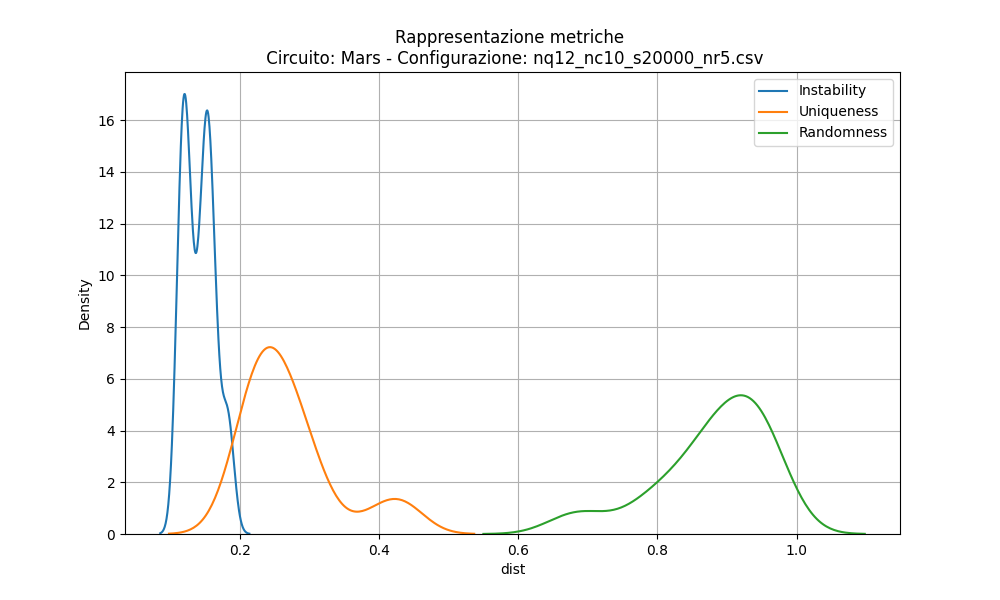 Rappresentazione metriche
Circuito: Mars - Configurazione: nq12_nc10_s20000_nr5.csv
Instability
Uniqueness
Randomness
Density
16
14
12
10
8
6
4
2
0
0.2 0.4 0.6 0.8 1.0
dist